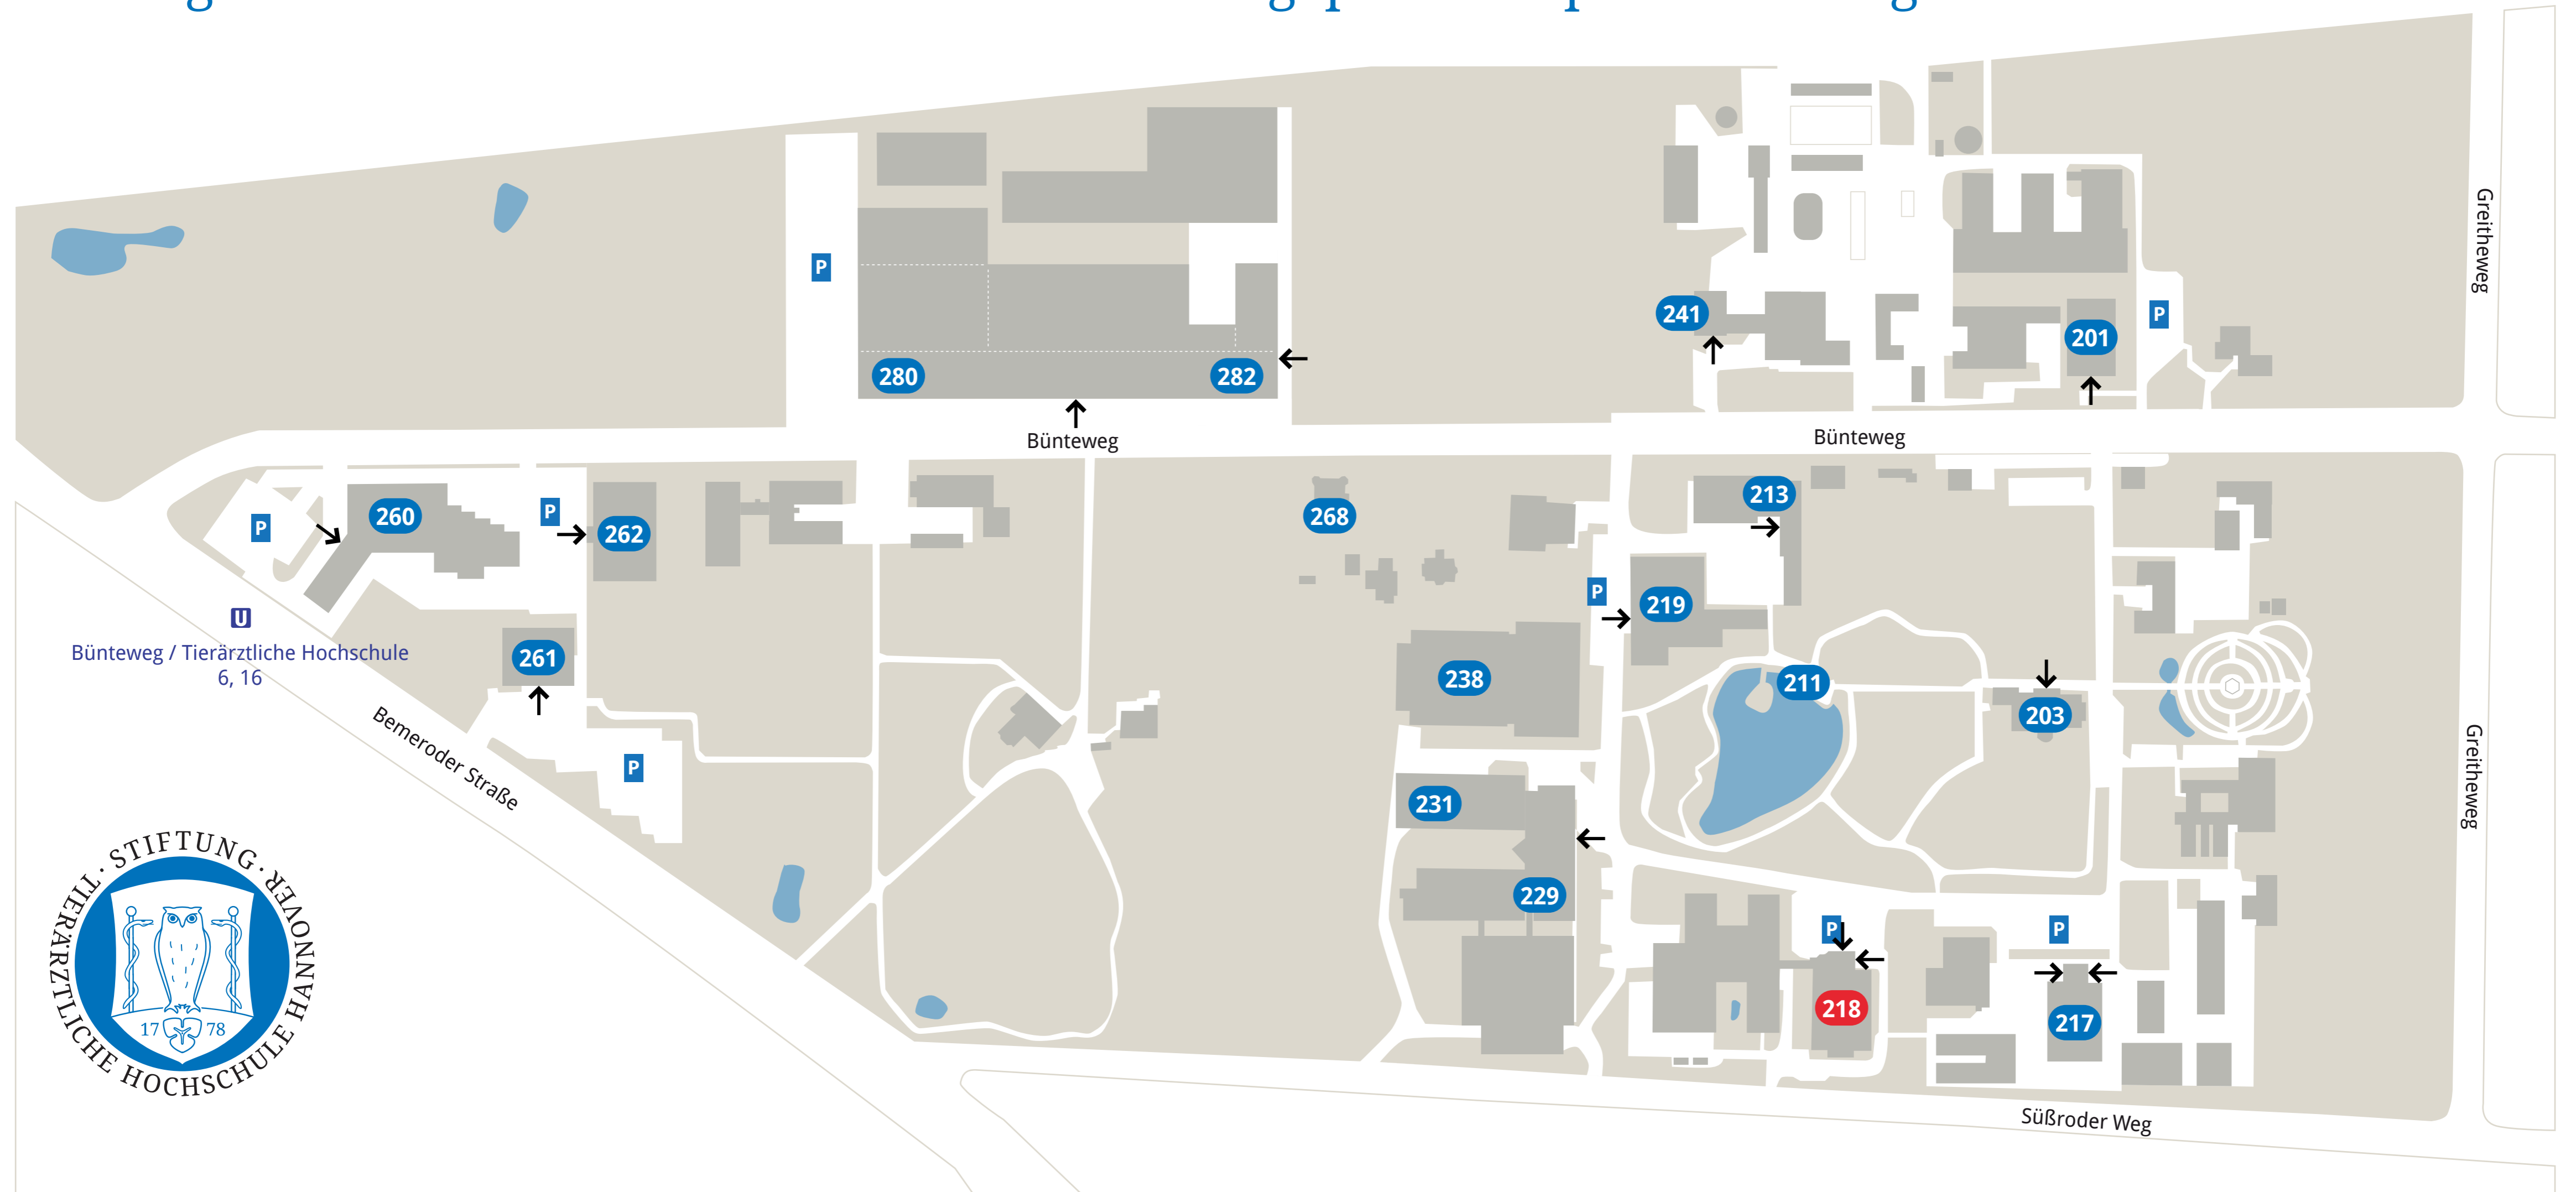 P
280
282
Bünteweg
241
201
P
Bünteweg
Greitheweg
P
260
P
262
268
213
P
219
U
Bünteweg / Tierärztliche Hochschule
6, 16
261
238
211
203
Bemeroder Straße
P
231
229
Greitheweg
P
P
218
217
Süßroder Weg
· STIFTUNG · TIERÄRZTLICHE HOCHSCHULE HANNOVER
17 78